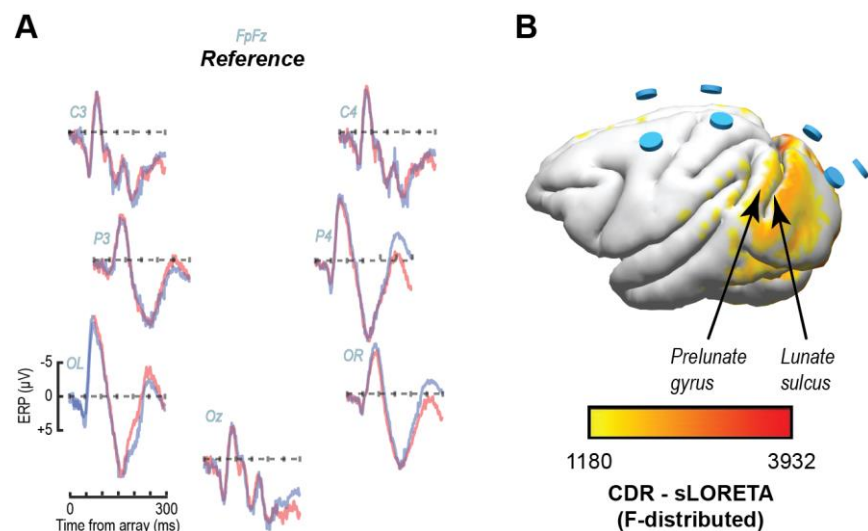 A
FpFz
Reference
C3
C4
P3
P4
OL
OR
Oz
-5
0
+5
ERP (µV)
0
300
Time from array (ms)
B
Prelunate
gyrus
Lunate
sulcus
1180
3932
CDR - sLORETA
(F-distributed)